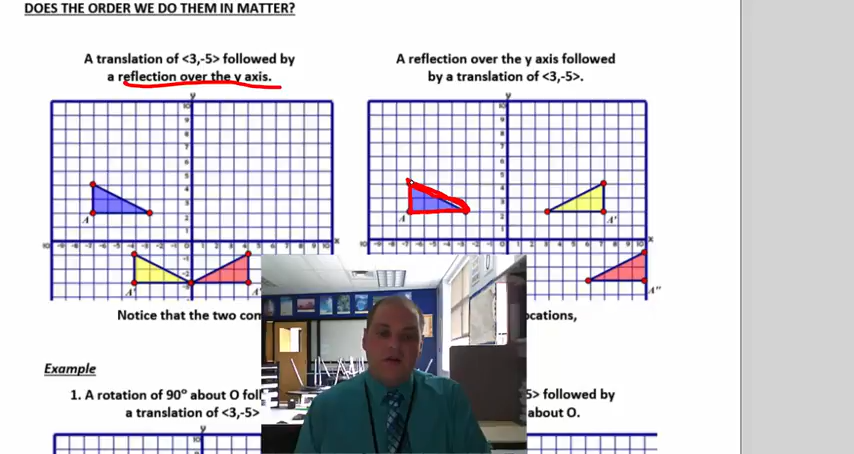 DOES THE ORDER WE DO THEM IN MATTER?
A translation of <3,-5> followed by
a reflection over the y axis.
A reflection over the y axis followed
by a translation of <3,-5>.
Notice that the two com
ocations,
Example
1. A rotation of 90° about O foll
a translation of <3,-5>
5> followed by
about O.